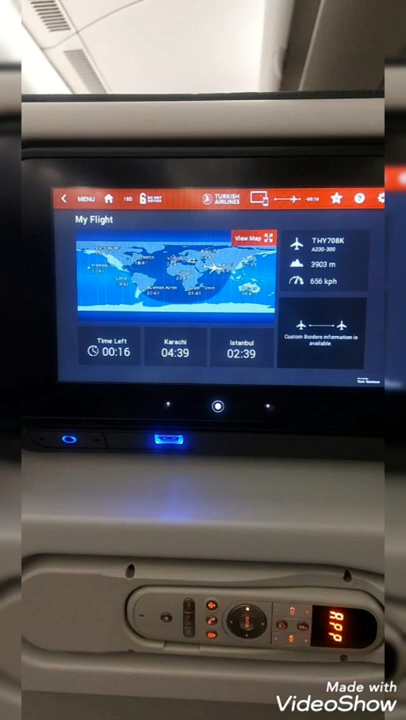 MENU
18D
TURKISH
AIRLINES
My Flight
View Map
THY708K
A330-300
3903 m
656 kph
Time Left
00:16
Karachi
04:39
Istanbul
02:39
Custom Borders information is
available.
APP
Made with
VideoShow